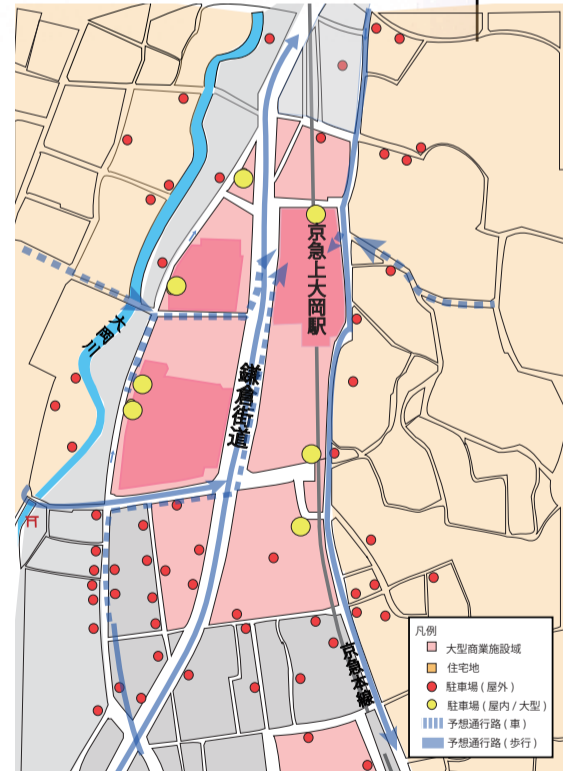 京急上大岡駅
大岡川
鎌倉街道
京急本線
凡例
大型商業施設域
住宅地
駐車場 ( 屋外 )
駐車場 ( 屋内 / 大型 )
予想通行路 ( 車 )
予想通行路 ( 歩行 )